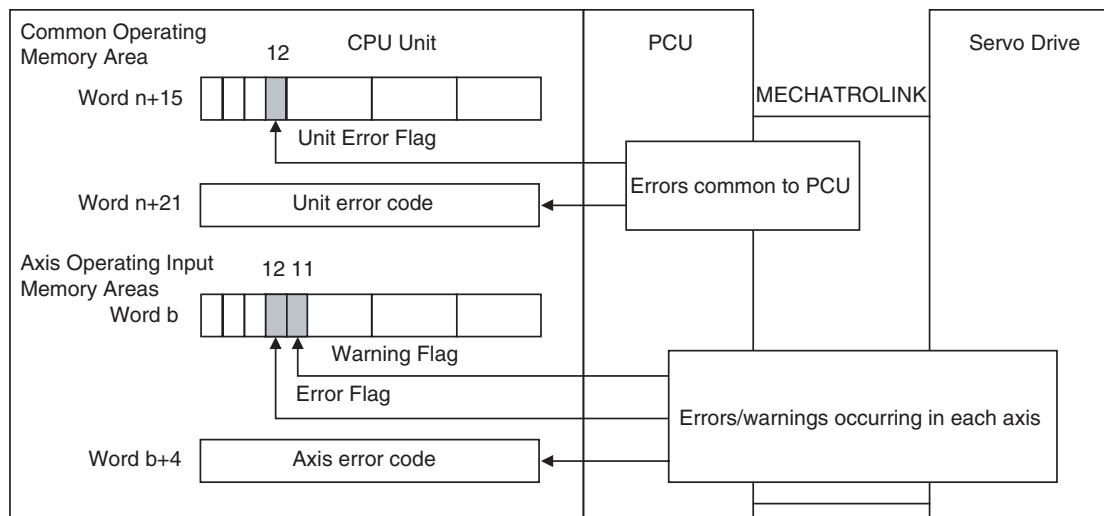 Common Operating
Memory Area
CPU Unit
PCU
Servo Drive
12
Word n+15
MECHATROLINK
Unit Error Flag
Errors common to PCU
Word n+21
Unit error code
Axis Operating Input
Memory Areas
12 11
Word b
Warning Flag
Error Flag
Errors/warnings occurring in each axis
Word b+4
Axis error code